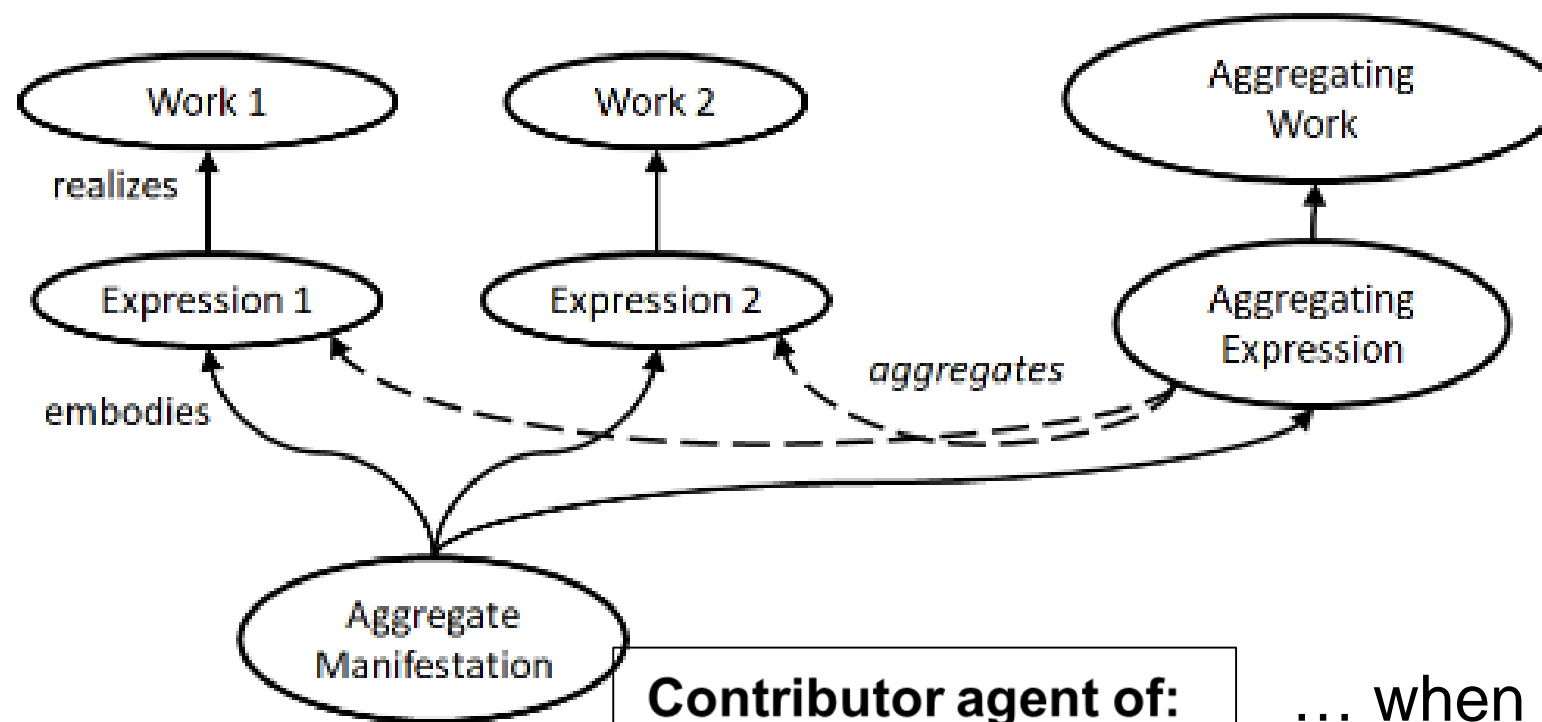 Work 1
Work 2
Aggregating
Work
realizes
Expression 1
Expression 2
Aggregating
Expression
aggregates
embodies
Aggregate
Manifestation
Contributor agent of:
... when